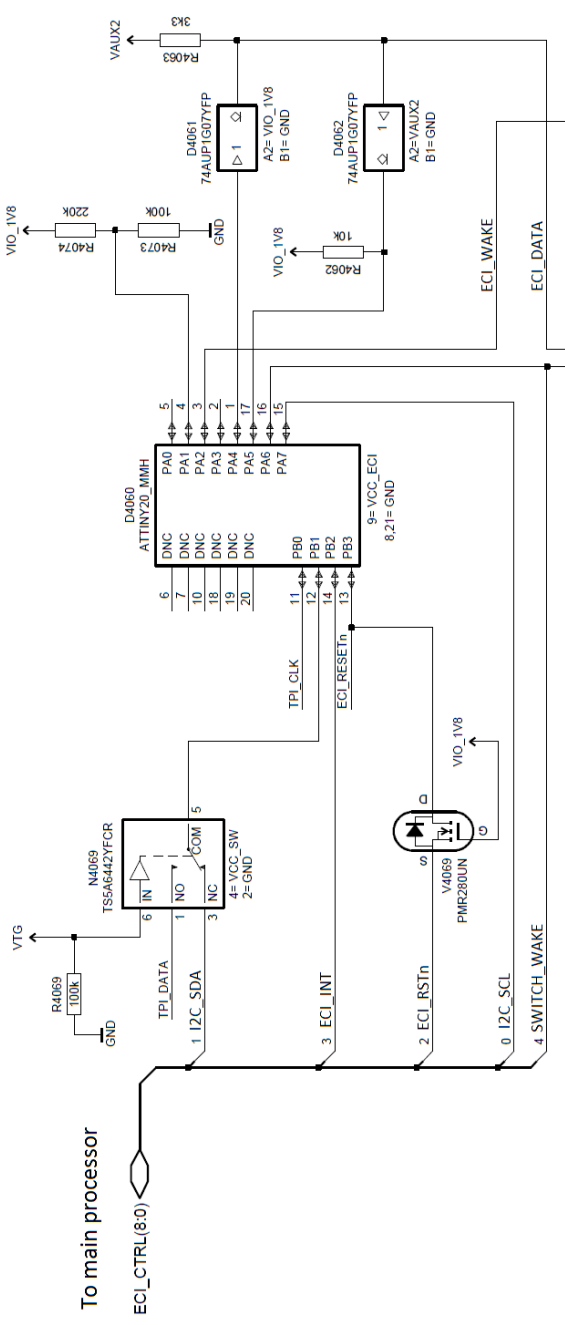 VAUX2
3k3
R4063
D4061
74AUP1G07YFP
1
A2= VIO_1V8
B1= GND
D4062
74AUP1G07YFP
1
A2=VAUX2
B1= GND
VIO_1V8
220k
R4074
100k
R4073
GND
VIO_1V8
10k
R4062
ECI_WAKE
ECI_DATA
D4060
ATTINY20_MMH
5
4
3
2
1
17
16
15
PA0
PA1
PA2
PA3
PA4
PA5
PA6
PA7
DNC
DNC
DNC
DNC
DNC
DNC
PB0
PB1
PB2
PB3
9= VCC_ECI
8,21= GND
6
7
10
18
19
20
11
12
14
13
TPI_CLK
ECI_RESETn
N4069
TS5A6442YFCR
5
COM
IN
NO
NC
4= VCC_SW
2= GND
6
1
3
VIO_1V8
D
G
S
V4069
PMR280UN
VTG
R4069
100k
GND
TPI_DATA
1 I2C_SDA
3 ECI_INT
2 ECI_RSTn
0 I2C_SCL
4 SWITCH_WAKE
To main processor
ECI_CTRL(8:0)